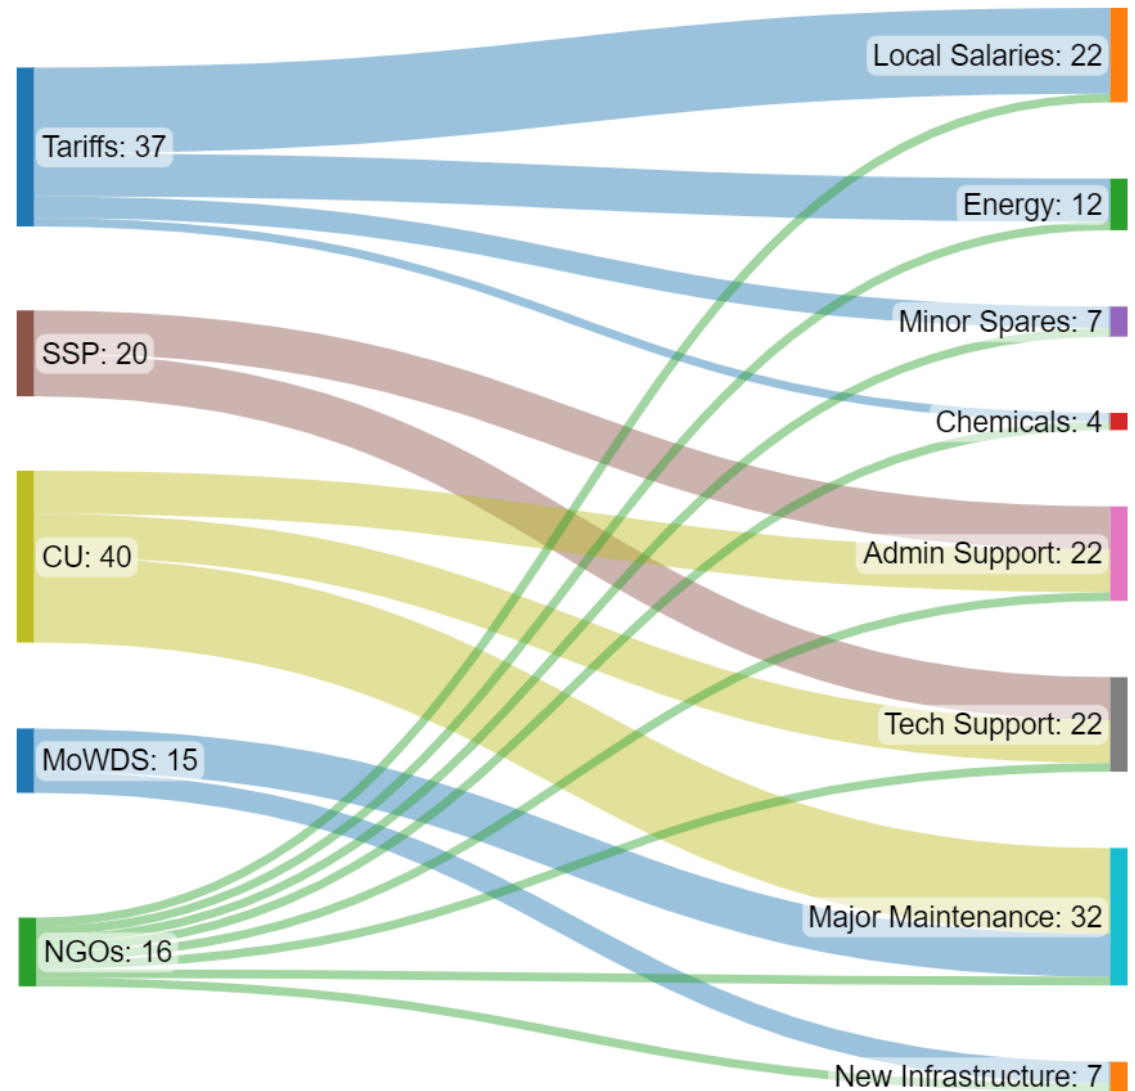 Tariffs: 37
SSP: 20
CU: 40
MoWDS: 15
NGOs: 16
Local Salaries: 22
Energy: 12
Minor Spares: 7
Chemicals: 4
Admin Support: 22
Tech Support: 22
Major Maintenance: 32
New Infrastructure: 7